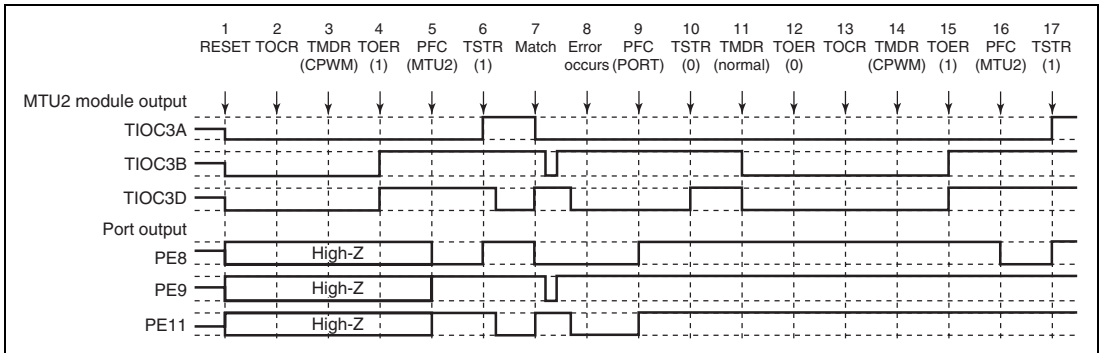 1 2 3 4 5 6 7 8 9 10 11 12 13 14 15 16 17
RESET TOCR TMDR TOER PFC TSTR Match Error PFC TSTR TMDR TOER TOCR TMDR TOER PFC TSTR
(CPWM) (1) (MTU2) (1) occurs (PORT) (0) (normal) (0) (CPWM) (1) (MTU2) (1)
MTU2 module output
TIOC3A
TIOC3B
TIOC3D
Port output
PE8 High-Z
PE9 High-Z
PE11 High-Z